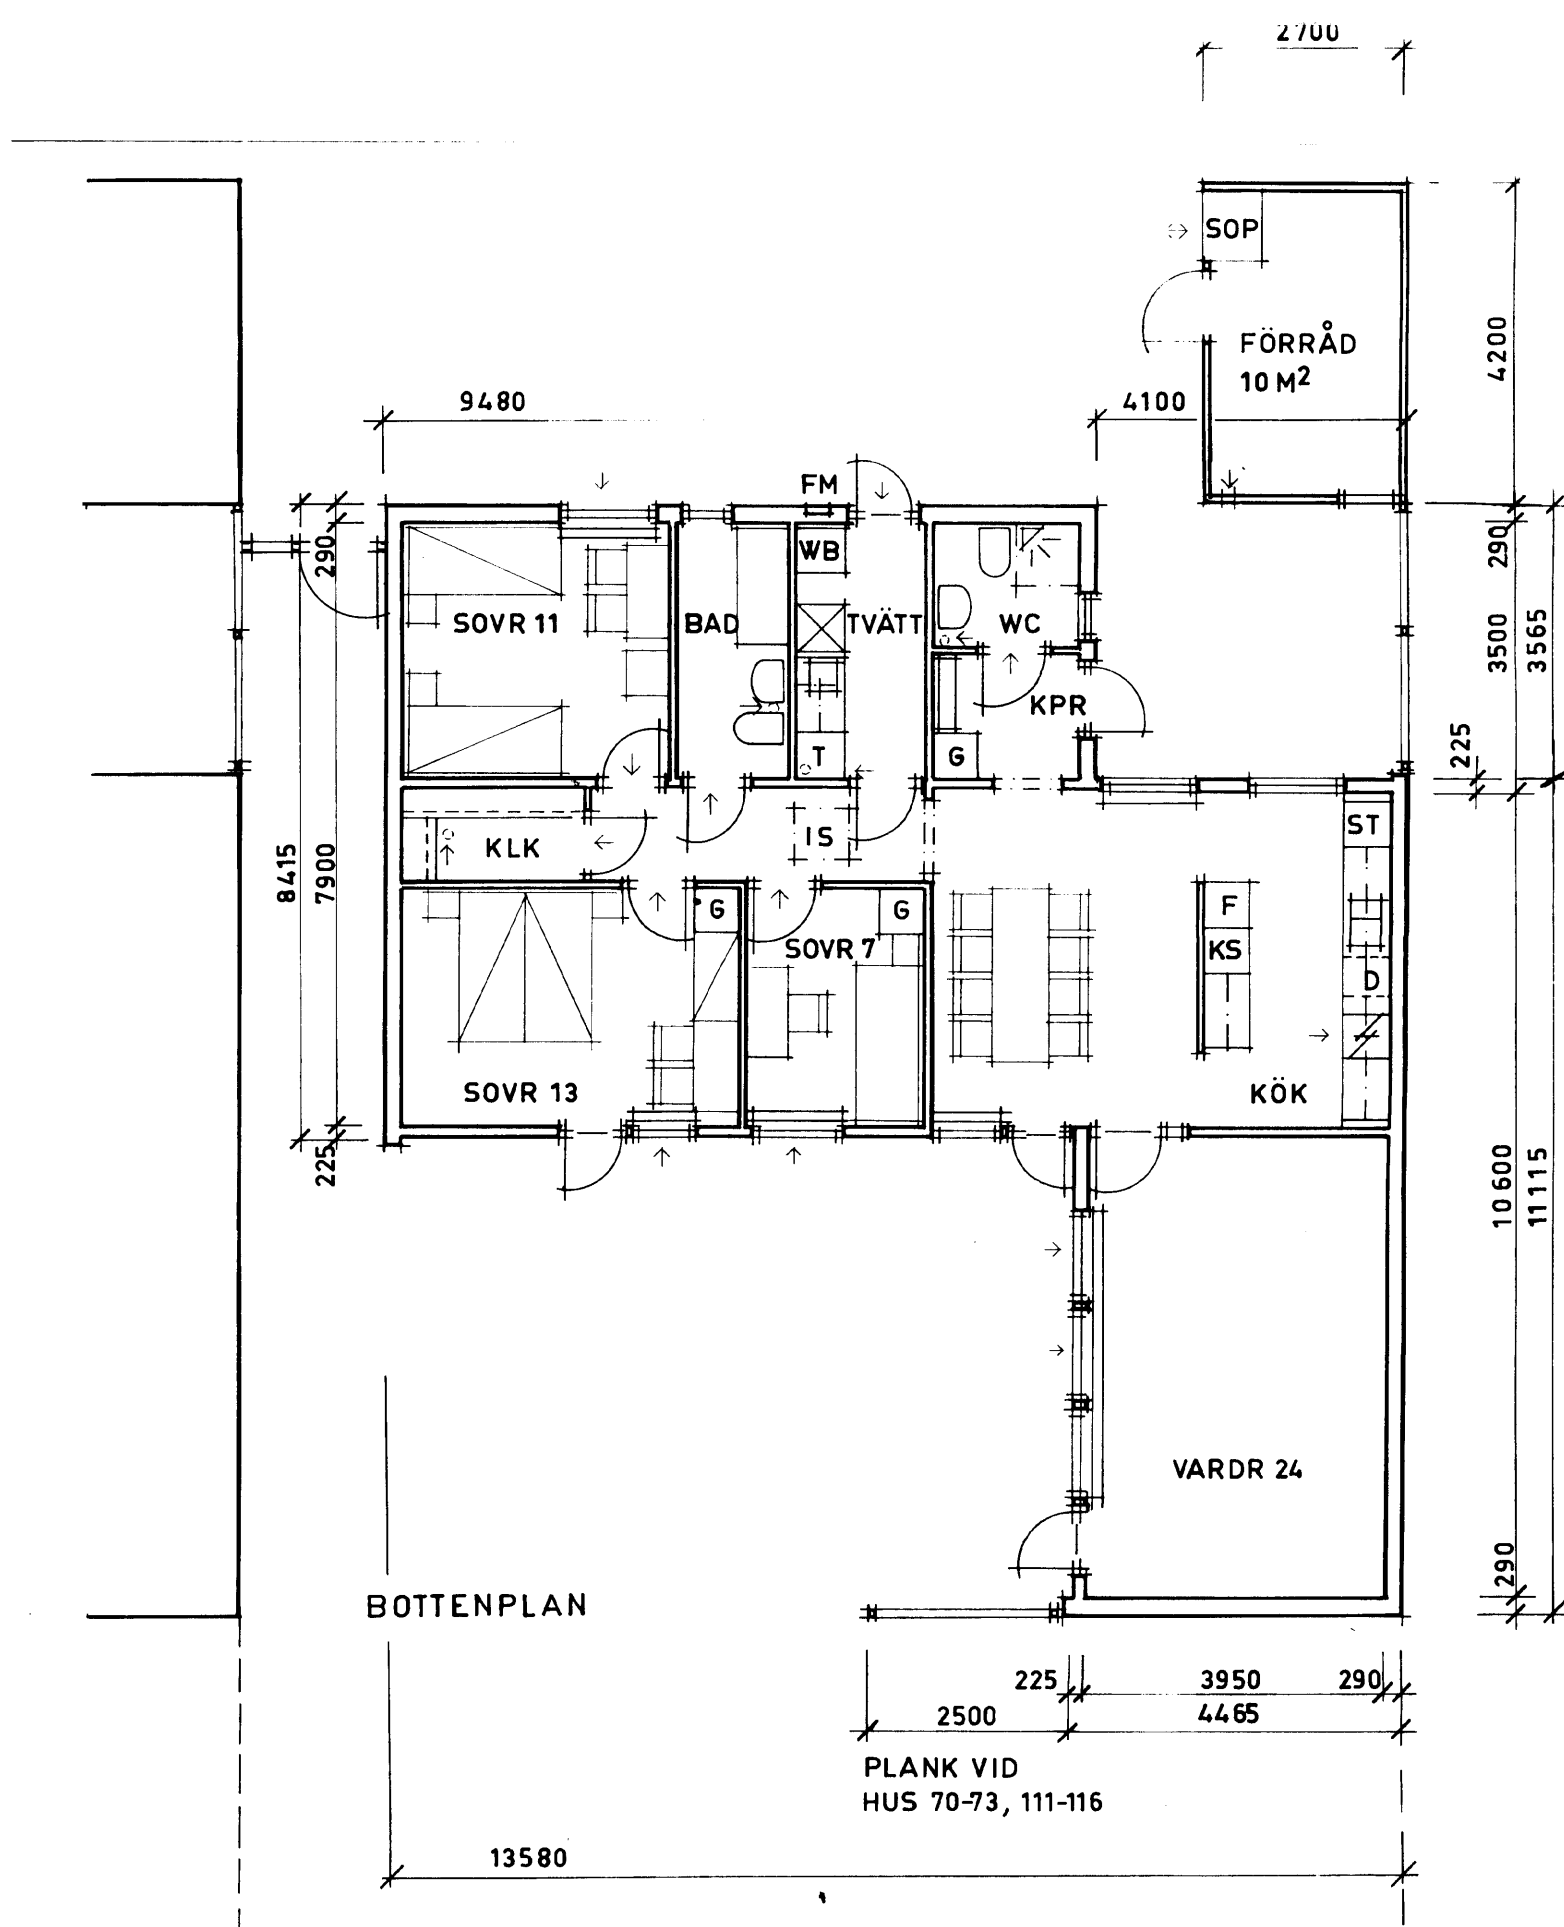 2700
SOP
FÖRRÅD
10 M²
4200
9480
4100
FM
290
WB
SOVR 11
BAD
TVÄTT
WC
290
3500
3565
KPR
T
G
225
KLK
IS
ST
8415
7900
G
G
F
SOVR 7
KS
D
SOVR 13
KÖK
225
10600
11115
VARDR 24
290
BOTTENPLAN
225
3950
290
2500
4465
PLANK VID
HUS 70-73, 111-116
13580